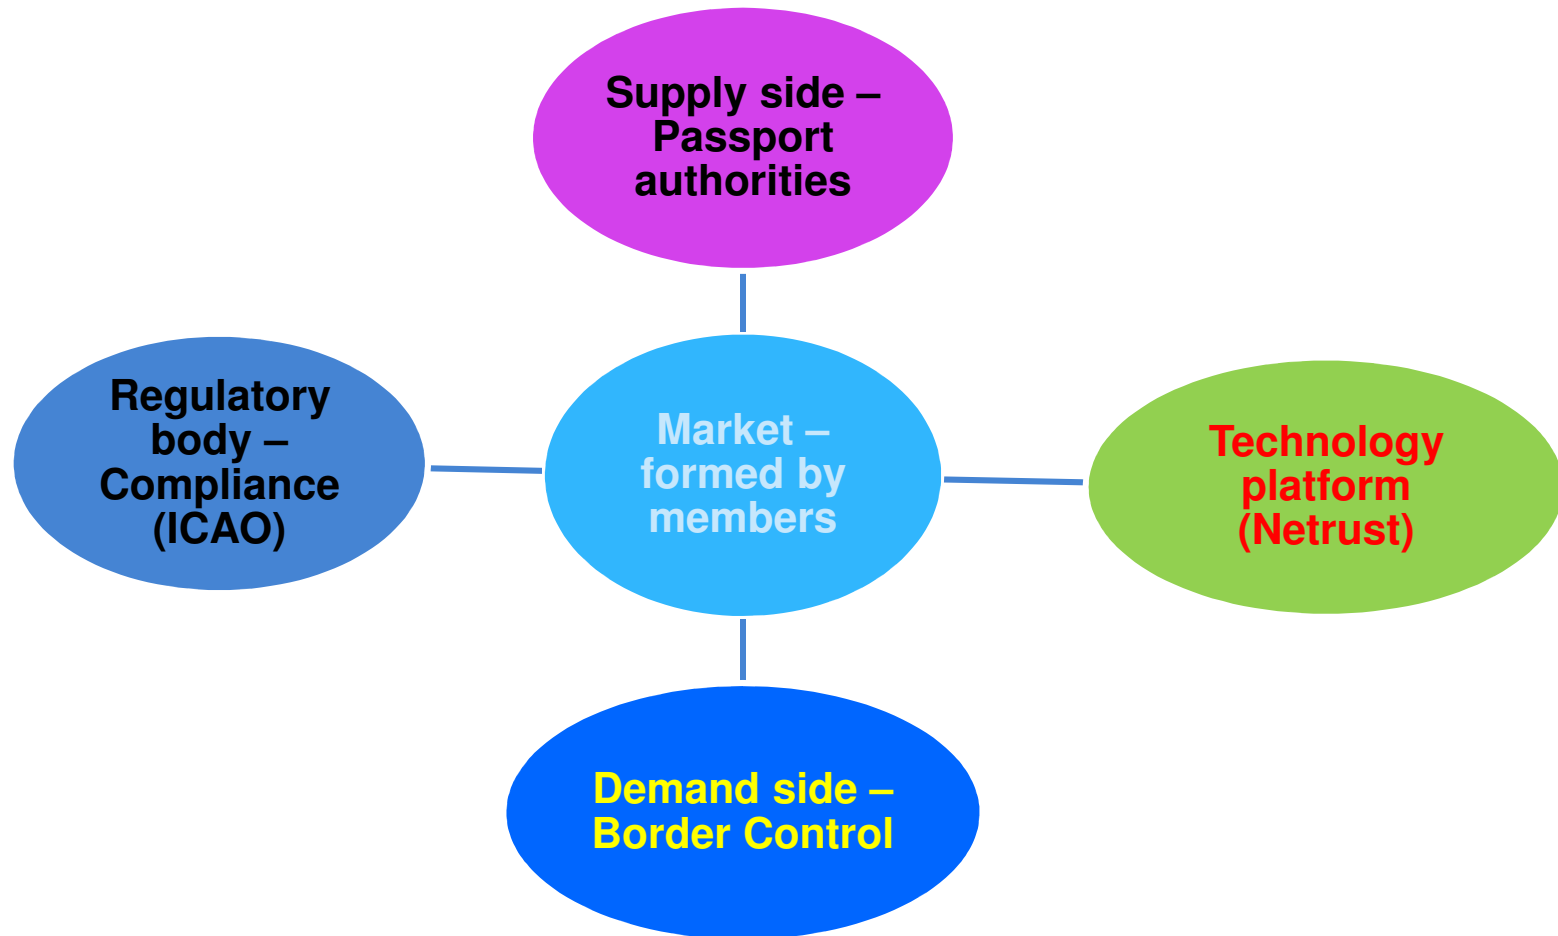 Supply side –
Passport
authorities
Regulatory
body –
Compliance
(ICAO)
Market –
formed by
members
Technology
platform
(Netrust)
Demand side –
Border Control